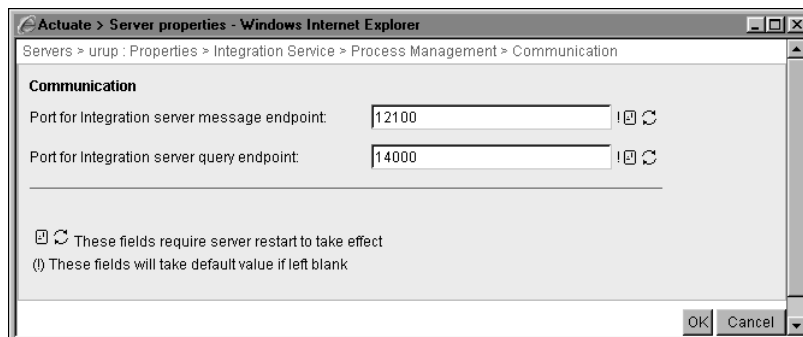 Actuate > Server properties - Windows Internet Explorer
Servers > urup : Properties > Integration Service > Process Management > Communication
Communication
Port for Integration server message endpoint: 12100 !
Port for Integration server query endpoint: 14000 !
These fields require server restart to take effect
(!) These fields will take default value if left blank
OK Cancel